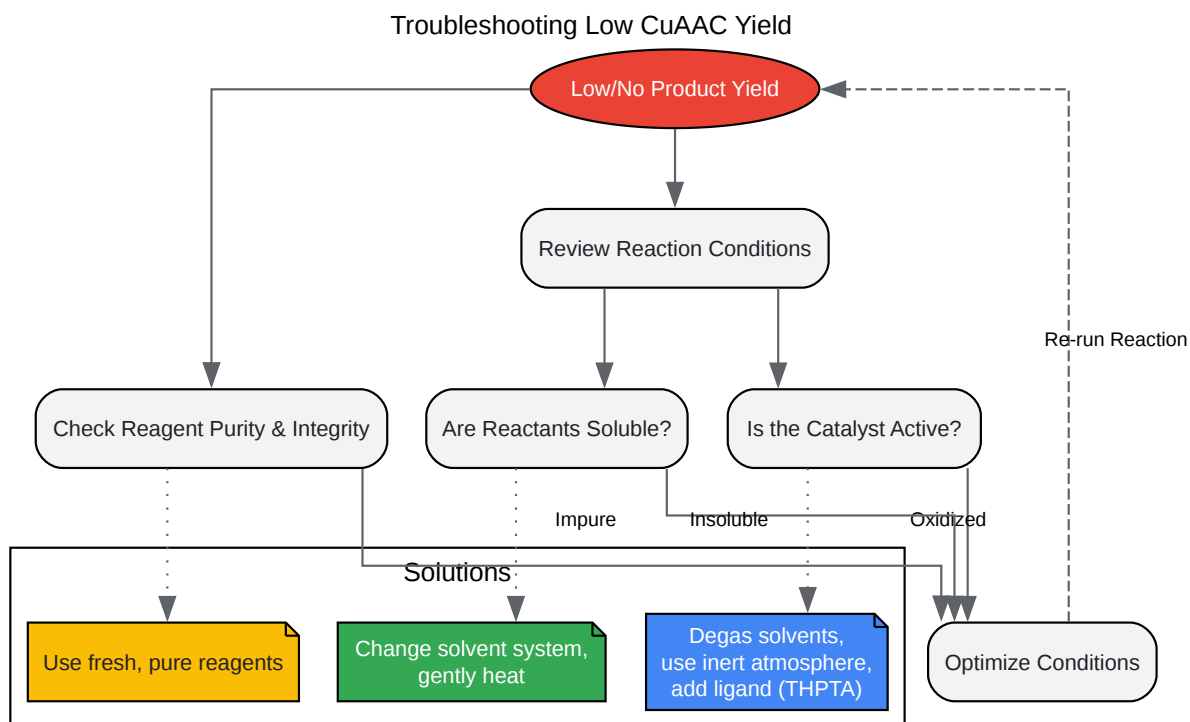 Troubleshooting Low CuAAC Yield
Low/No Product Yield
Review Reaction Conditions
Re-run Reaction
Check Reagent Purity & Integrity
Are Reactants Soluble?
Is the Catalyst Active?
Impure
Insoluble
Oxidized
Solutions
Use fresh, pure reagents
Change solvent system,
gently heat
Degas solvents,
use inert atmosphere,
add ligand (THPTA)
Optimize Conditions